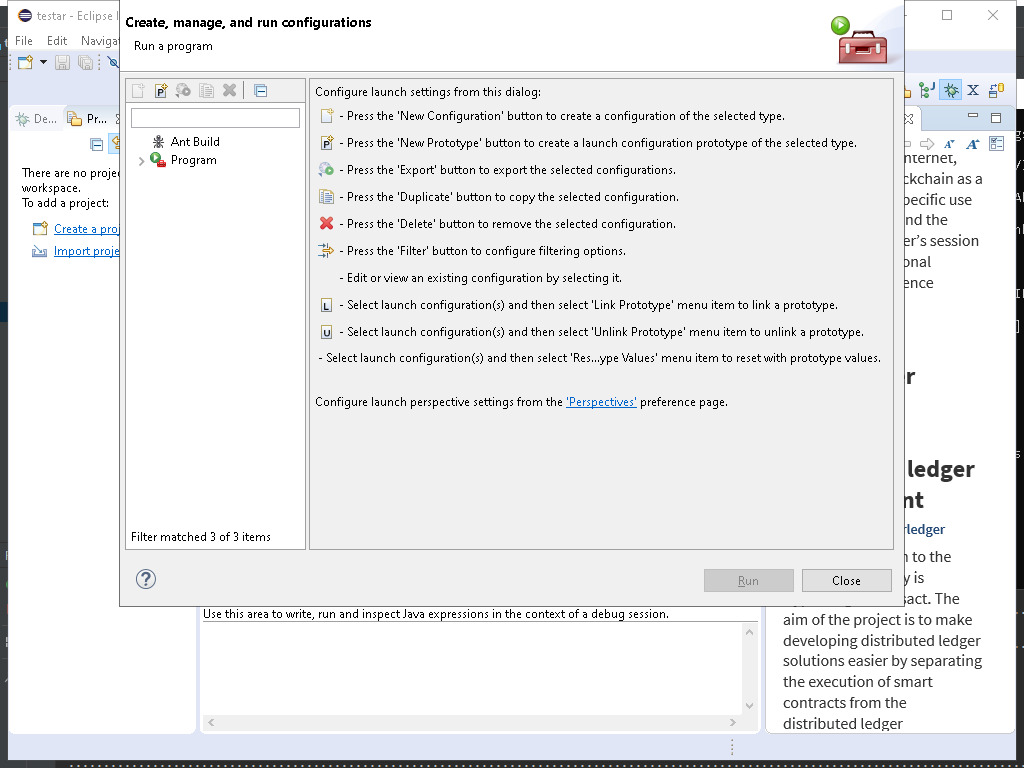 testar - Eclipse I
File Edit Navigat
Create, manage, and run configurations
Run a program
De...
Pr...
There are no proje
workspace.
To add a project:
Create a proj
Import proje
Ant Build
Program
Filter matched 3 of 3 items
Configure launch settings from this dialog:
- Press the 'New Configuration' button to create a configuration of the selected type.
- Press the 'New Prototype' button to create a launch configuration prototype of the selected type.
- Press the 'Export' button to export the selected configurations.
- Press the 'Duplicate' button to copy the selected configuration.
- Press the 'Delete' button to remove the selected configuration.
- Press the 'Filter' button to configure filtering options.
- Edit or view an existing configuration by selecting it.
L - Select launch configuration(s) and then select 'Link Prototype' menu item to link a prototype.
U - Select launch configuration(s) and then select 'Unlink Prototype' menu item to unlink a prototype.
- Select launch configuration(s) and then select 'Res...ype Values' menu item to reset with prototype values.
Configure launch perspective settings from the 'Perspectives' preference page.
Run
Close
Use this area to write, run and inspect Java expressions in the context of a debug session.
nternet,
ckchain as a
pecific use
nd the
er's session
onal
ence
r
ledger
nt
rledger
n to the
y is
sact. The
aim of the project is to make
developing distributed ledger
solutions easier by separating
the execution of smart
contracts from the
distributed ledger